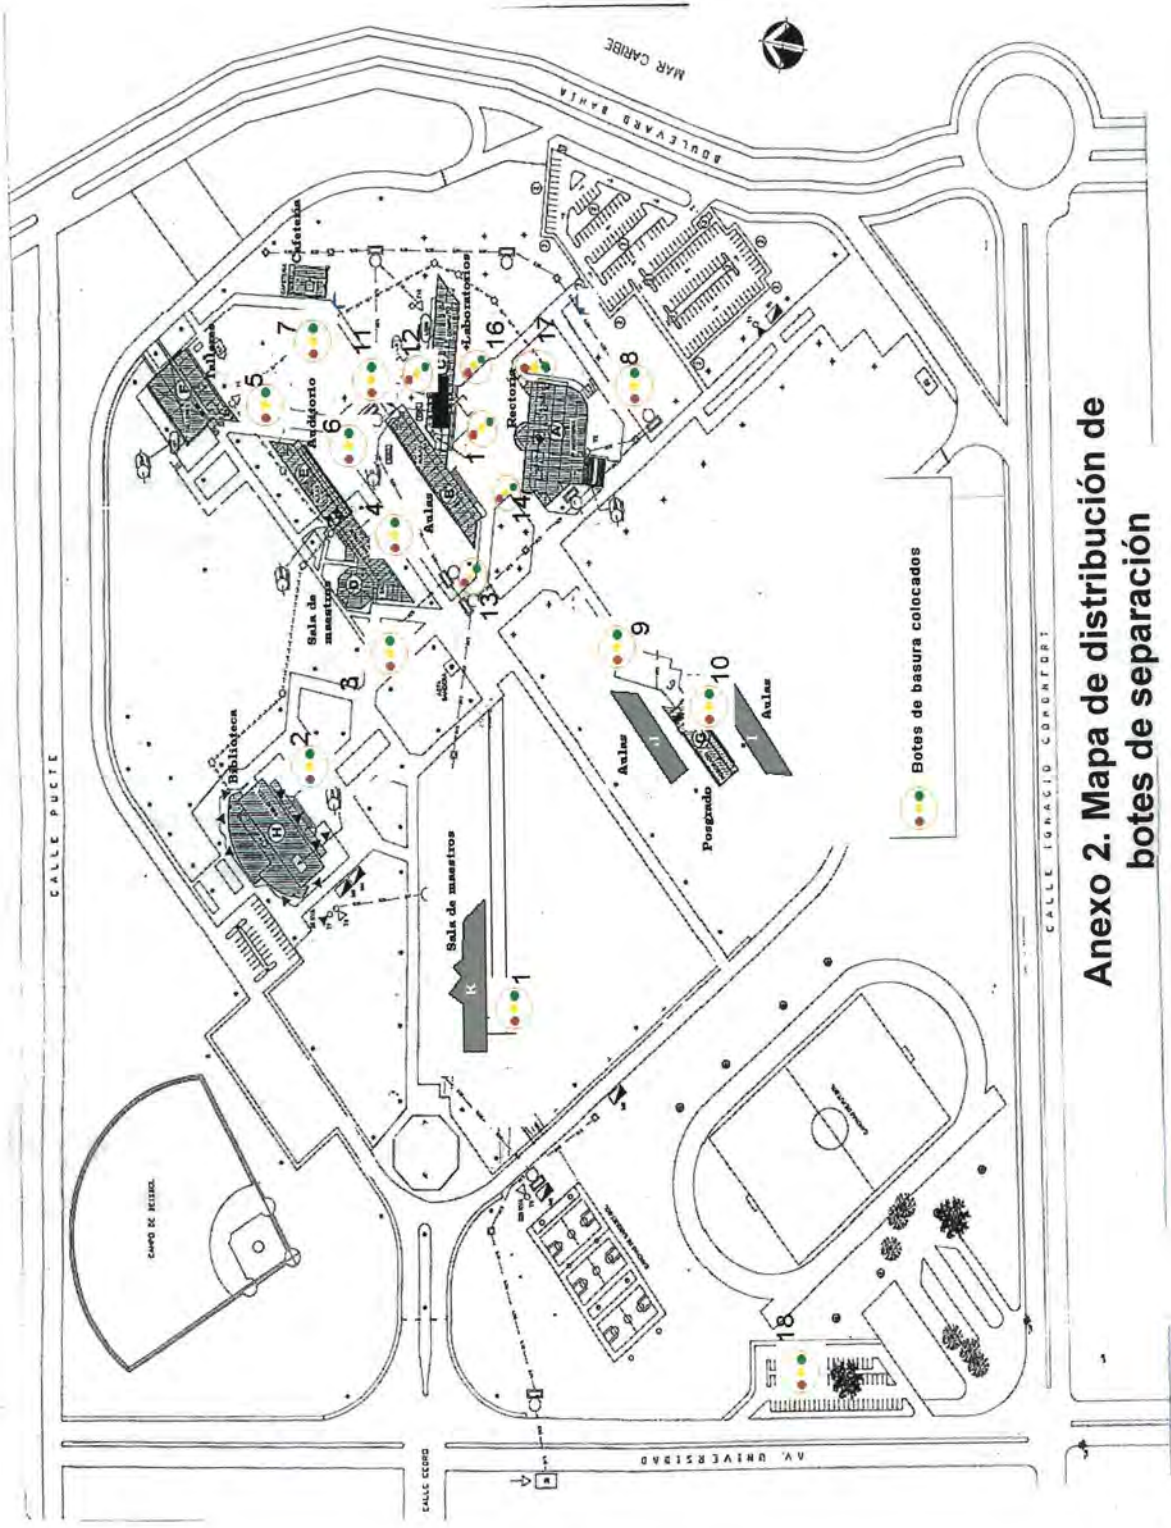 MAR CARIBE
BOULEVARD BAHIA
CALLE PUCTE
Cafetería
7
11
12
Laboratorios
16
17
5
Auditorio
6
C
Rectoría
8
F
E
4
Aulas
B
1
A
14
D
Sala de
maestros
13
3
9
10
Biblioteca
2
H
Aulas
J
G
I
Aulas
Posgrado
Botes de basura colocados
Sala de maestros
K
1
CAMPO DE BEISBOL
18
CALLE CEDRO
AV. UNIVERSIDAD
CALLE IGNACIO COMONFORT
Anexo 2. Mapa de distribución de
botes de separación